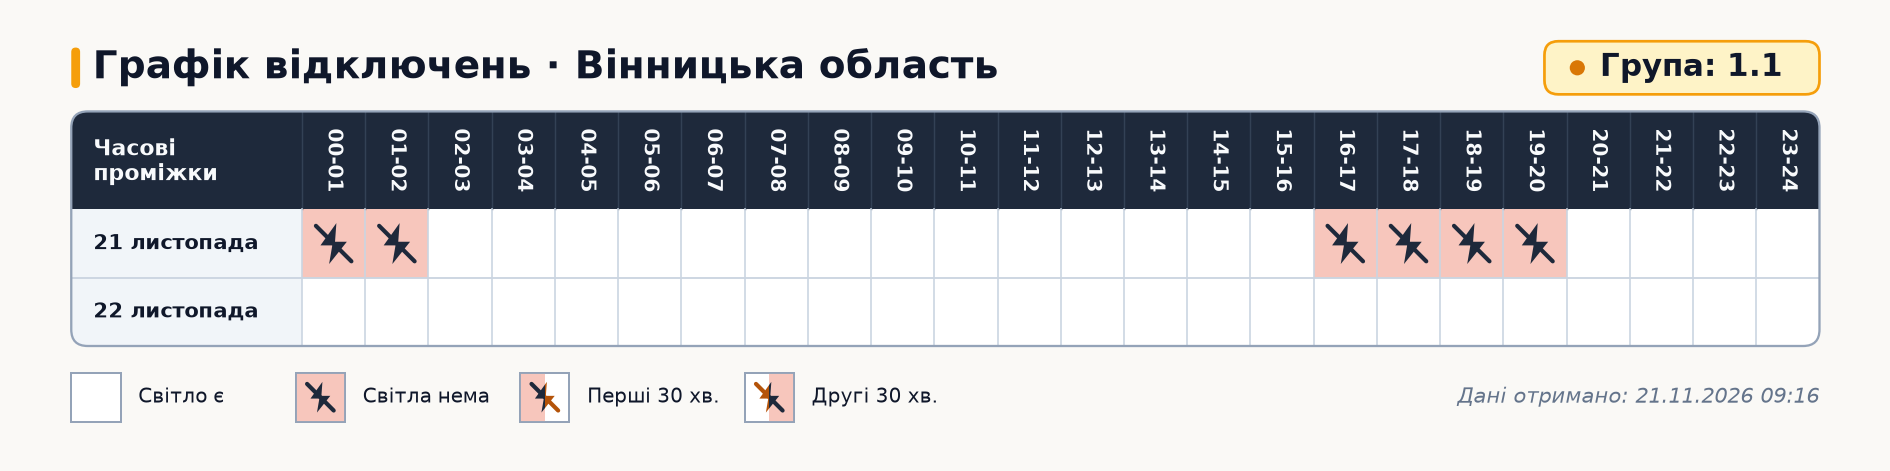 Графік відключень · Вінницька область
Група: 1.1
Часові
проміжки
00-01
01-02
02-03
03-04
04-05
05-06
06-07
07-08
08-09
09-10
10-11
11-12
12-13
13-14
14-15
15-16
16-17
17-18
18-19
19-20
20-21
21-22
22-23
23-24
21 листопада
22 листопада
Світло є
Світла нема
Перші 30 хв.
Другі 30 хв.
Дані отримано: 21.11.2026 09:16